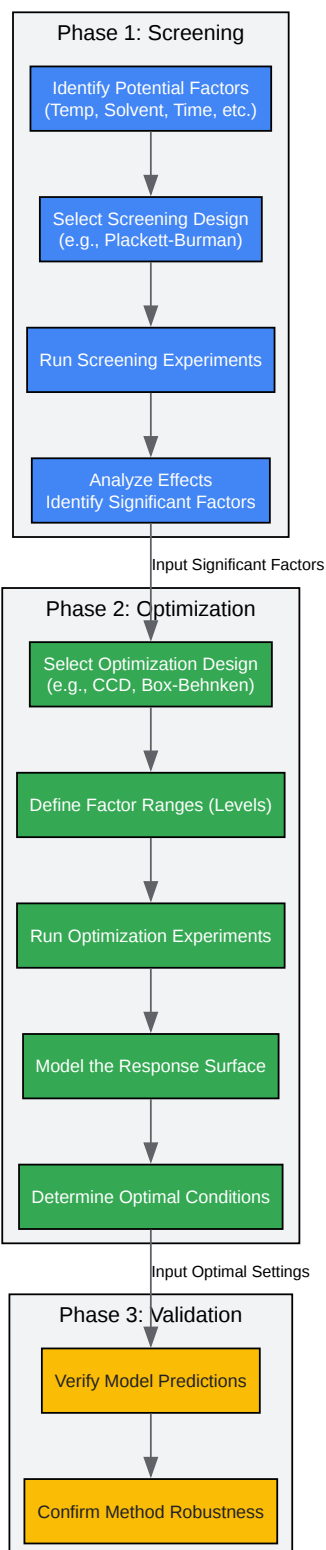 Phase 1: Screening
Identify Potential Factors
(Temp, Solvent, Time, etc.)
Select Screening Design
(e.g., Plackett-Burman)
Run Screening Experiments
Analyze Effects
Identify Significant Factors
Input Significant Factors
Phase 2: Optimization
Select Optimization Design
(e.g., CCD, Box-Behnken)
Define Factor Ranges (Levels)
Run Optimization Experiments
Model the Response Surface
Determine Optimal Conditions
Input Optimal Settings
Phase 3: Validation
Verify Model Predictions
Confirm Method Robustness